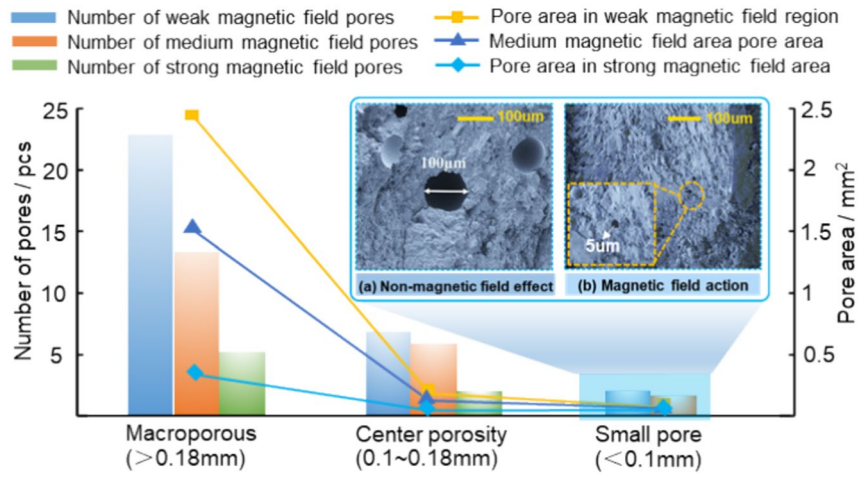 Number of weak magnetic field pores
Pore area in weak magnetic field region
Number of medium magnetic field pores
Medium magnetic field area pore area
Number of strong magnetic field pores
Pore area in strong magnetic field area
Number of pores / pcs
25
20
15
10
5
100um
100μm
(a) Non-magnetic field effect
100um
5um
(b) Magnetic field action
2.5
2
1.5
1
0.5
Pore area / mm²
Macroporous
(>0.18mm)
Center porosity
(0.1~0.18mm)
Small pore
(<0.1mm)